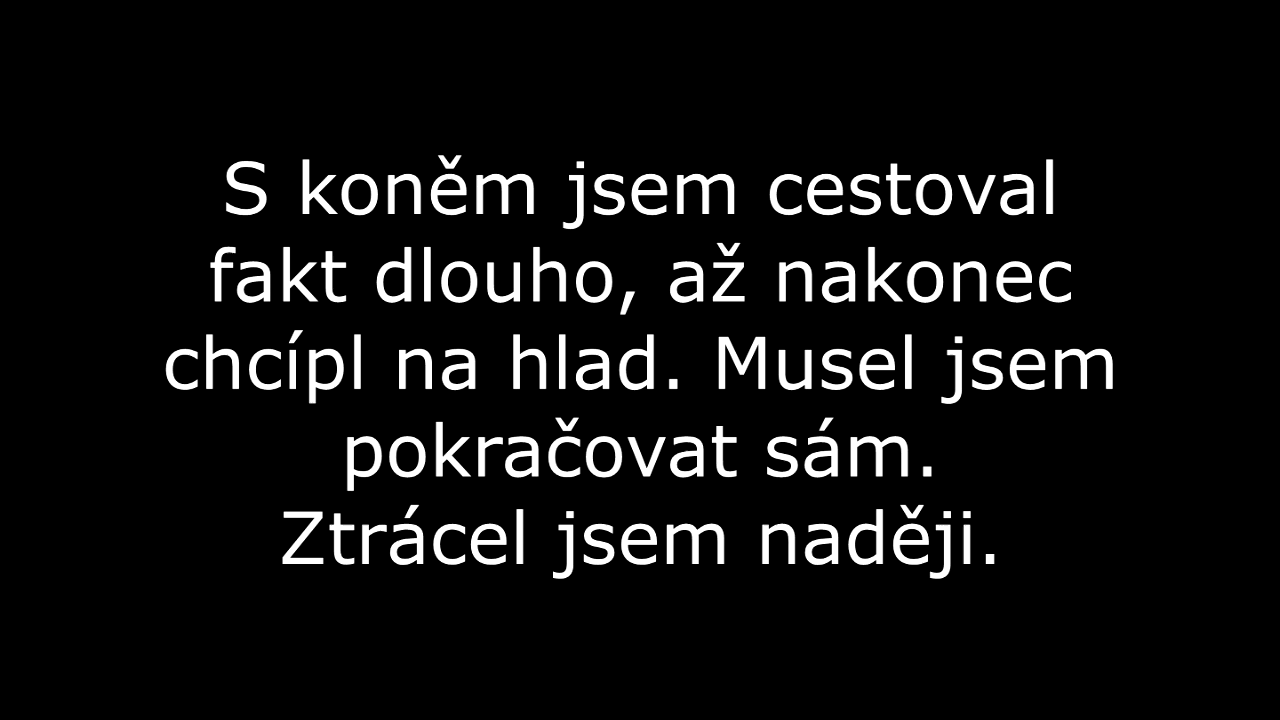 S koněm jsem cestoval
fakt dlouho, až nakonec
chcípl na hlad. Musel jsem
pokračovat sám.
Ztrácel jsem naději.